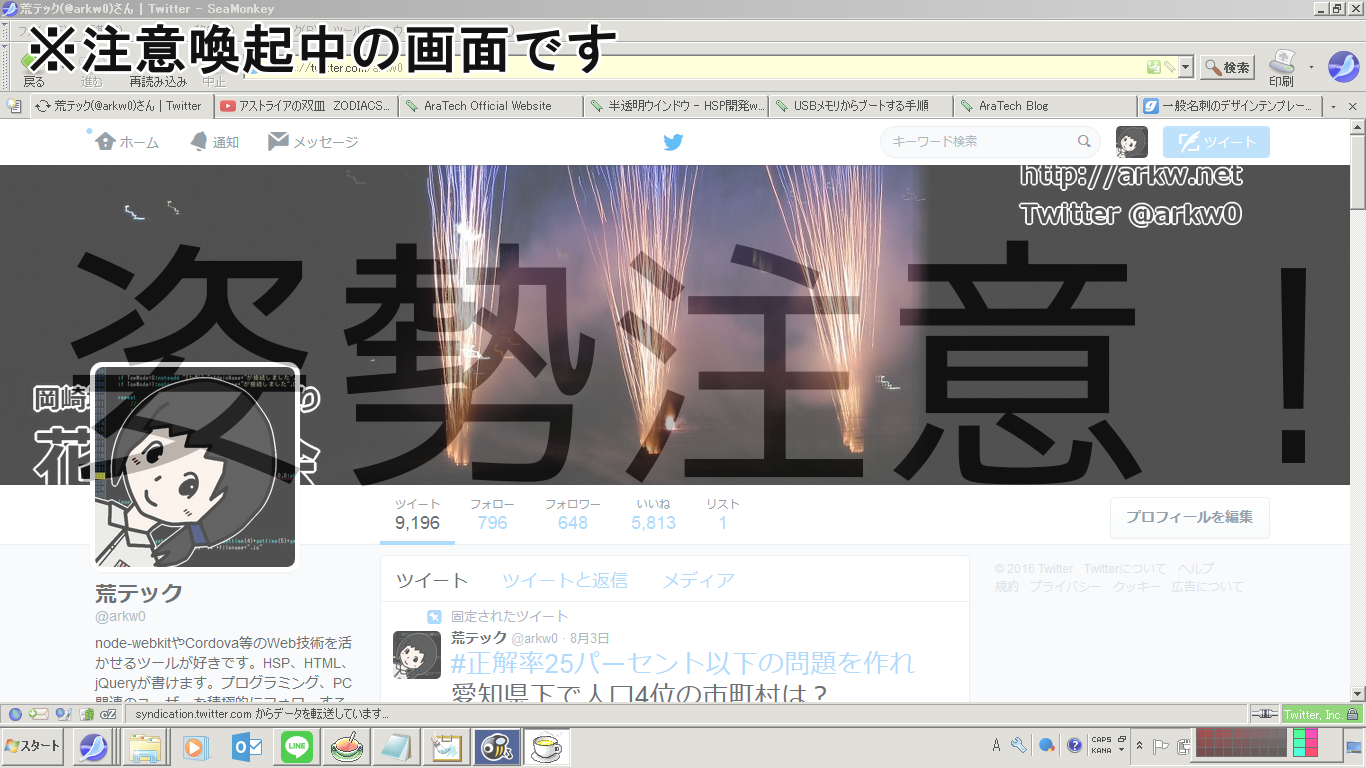 荒テック(@arkw0)さん | Twitter - SeaMonkey
※注意喚起中の画面です
戻る 進む 再読み込み 中止
検索
印刷
荒テック(@arkw0)さん | Twitter
アストライアの双皿 ZODIACS...
AraTech Official Website
半透明ウインドウ - HSP開発w...
USBメモリからブートする手順
AraTech Blog
一般名刺のデザインテンプレー...
ホーム 通知 メッセージ
キーワード検索
ツイート
http://arkw.net
Twitter @arkw0
姿勢注意！
岡崎
花
ツイート フォロー フォロワー いいね リスト
9,196 796 648 5,813 1
プロフィールを編集
荒テック
@arkw0
node-webkitやCordova等のWeb技術を活
かせるツールが好きです。HSP、HTML、
jQueryが書けます。プログラミング、PC
関連のユーザーを積極的にフォローする
ツイート ツイートと返信 メディア
固定されたツイート
荒テック @arkw0 · 8月3日
#正解率25パーセント以下の問題を作れ
愛知県下で人口4位の市町村は？
© 2016 Twitter Twitterについて ヘルプ
規約 プライバシー クッキー 広告について
syndication.twitter.com からデータを転送しています...
Twitter, Inc.
スタート
LINE
A
CAPS
KANA